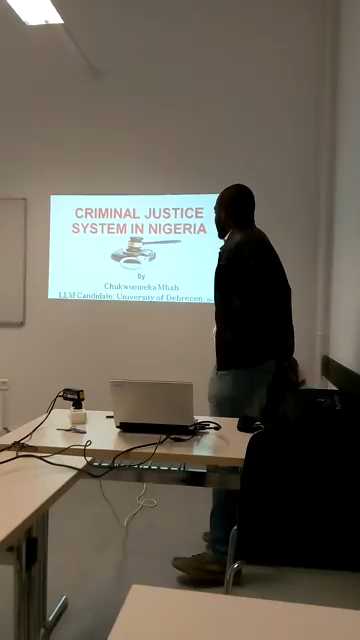 CRIMINAL JUSTICE
SYSTEM IN NIGERIA
by
Chukwuemeka Mbah
LLM Candidate, University of Debrecen